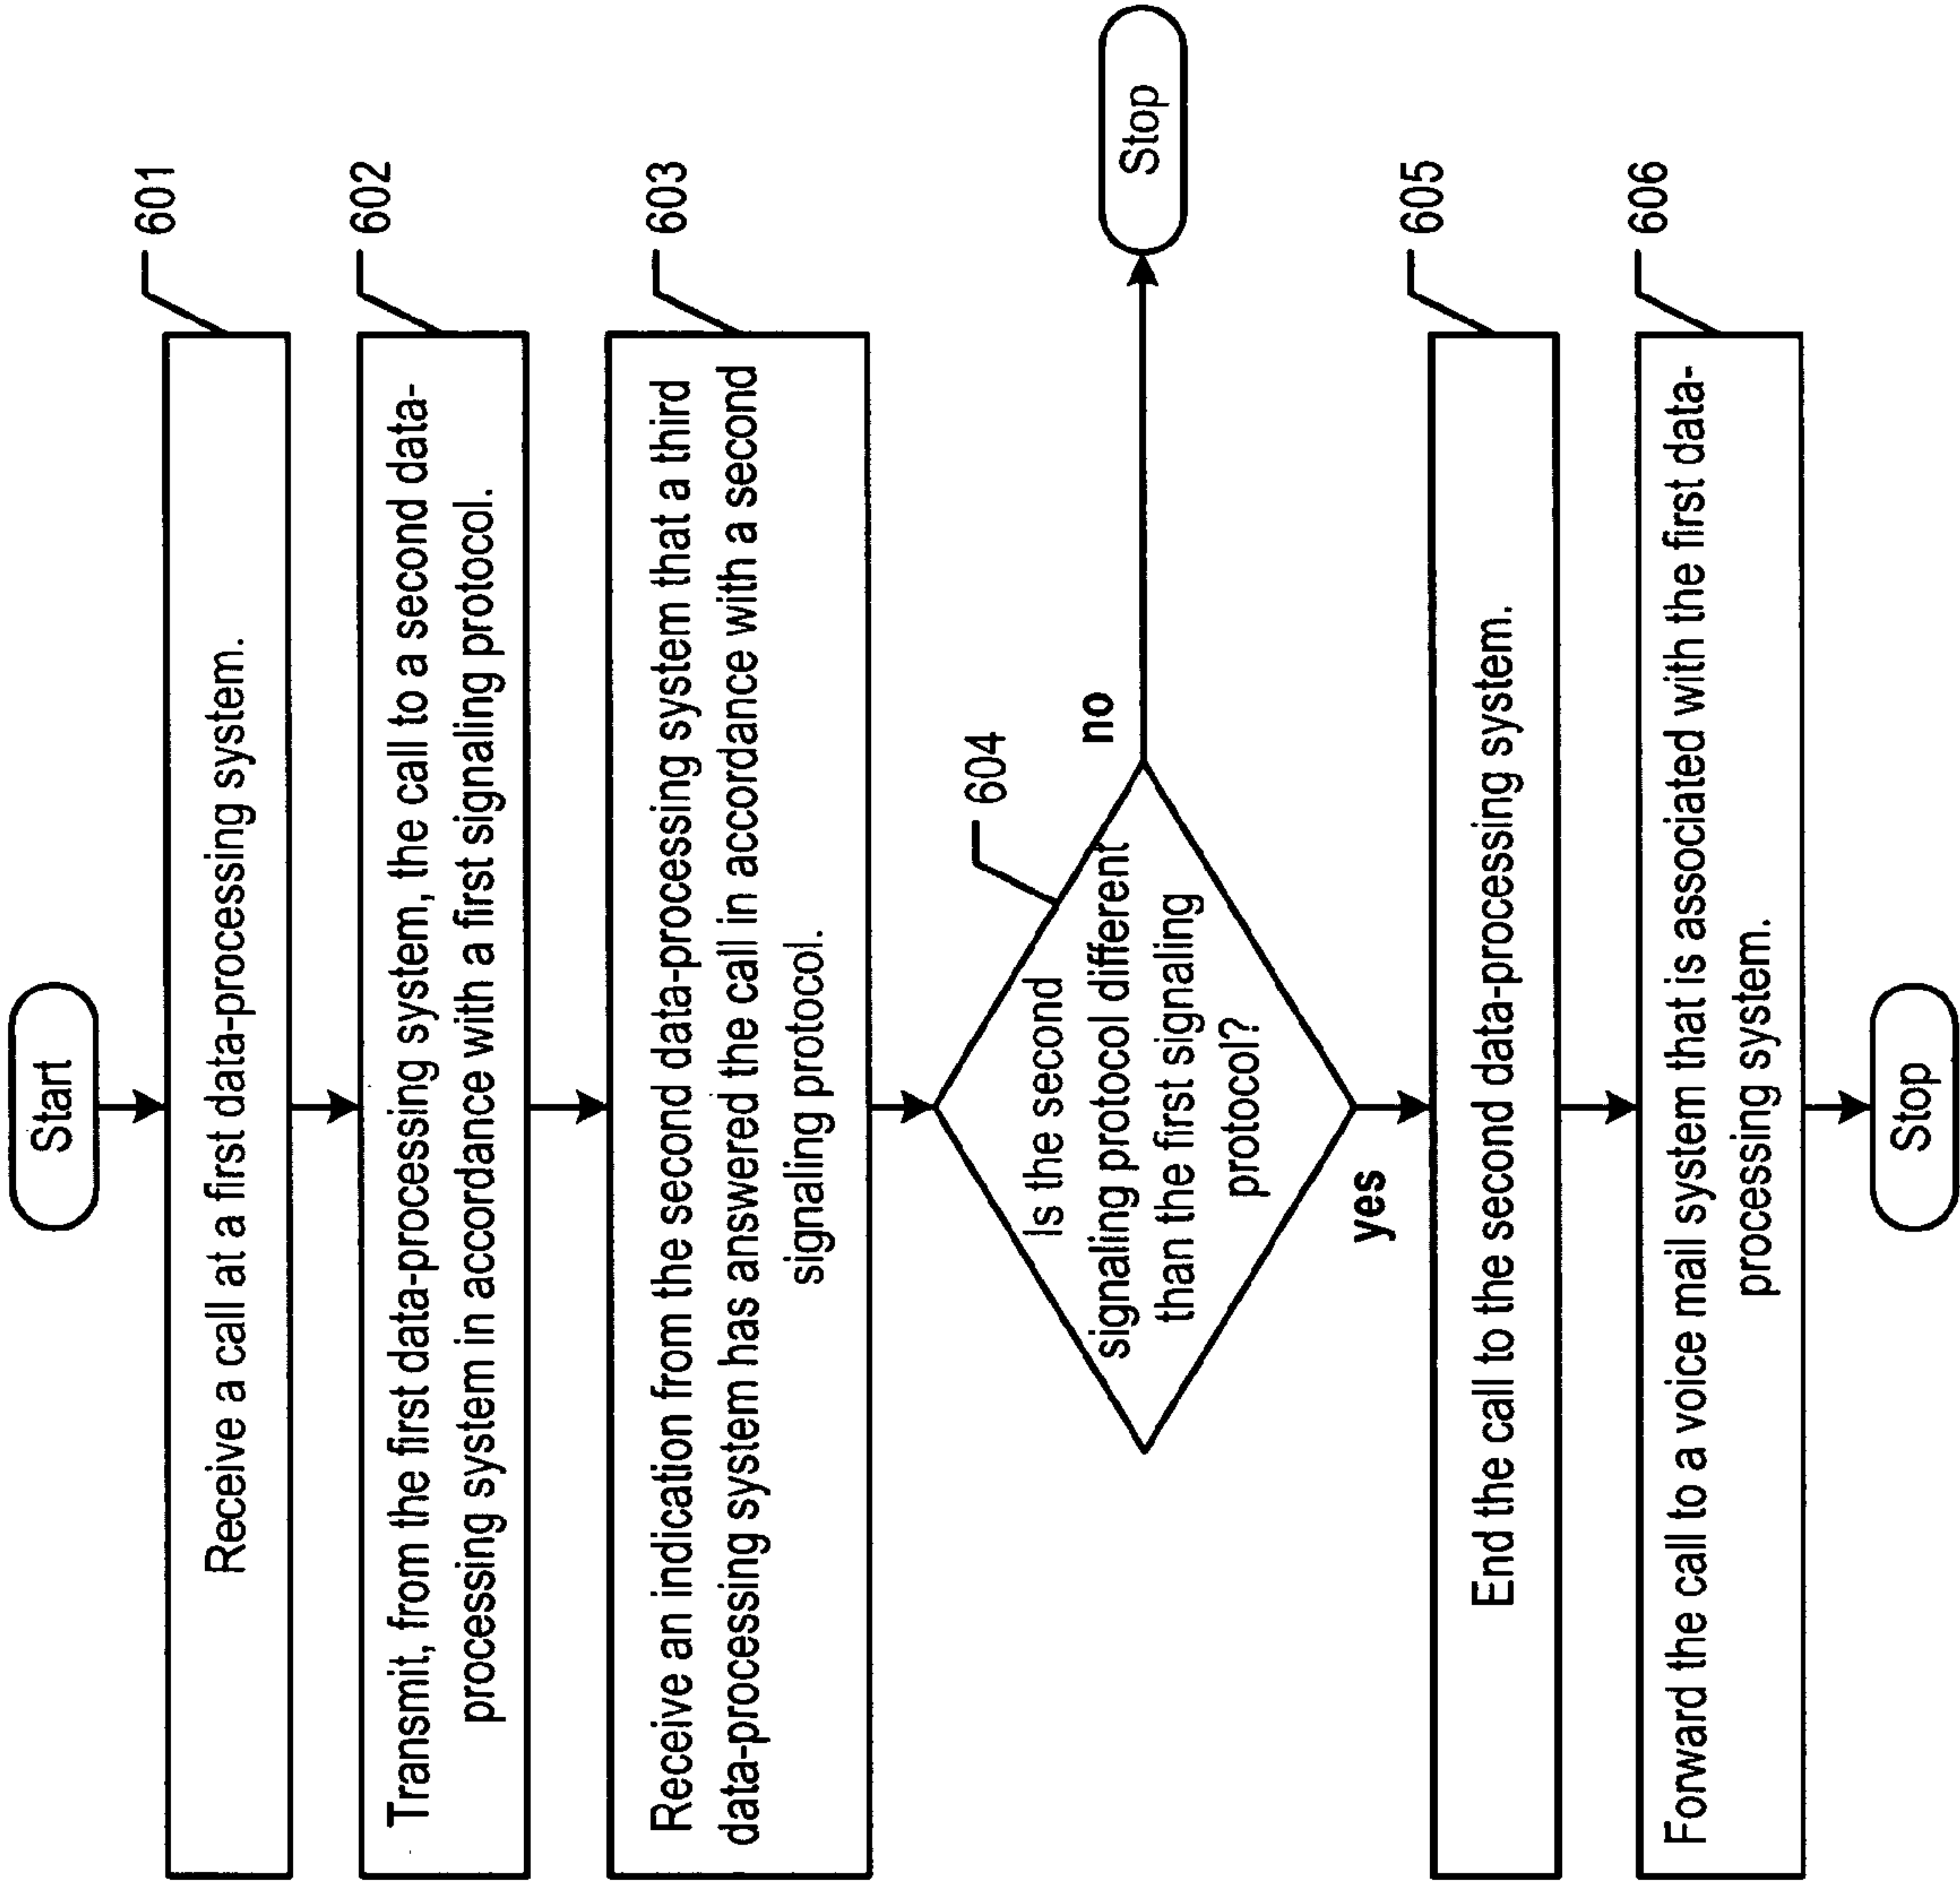 Start
601
Receive a call at a first data-processing system.
602
Transmit, from the first data-processing system, the call to a second data-
processing system in accordance with a first signaling protocol.
603
Receive an indication from the second data-processing system that a third
data-processing system has answered the call in accordance with a second
signaling protocol.
604
Is the second
signaling protocol different
than the first signaling
protocol?
no
Stop
yes
605
End the call to the second data-processing system.
606
Forward the call to a voice mail system that is associated with the first data-
processing system.
Stop